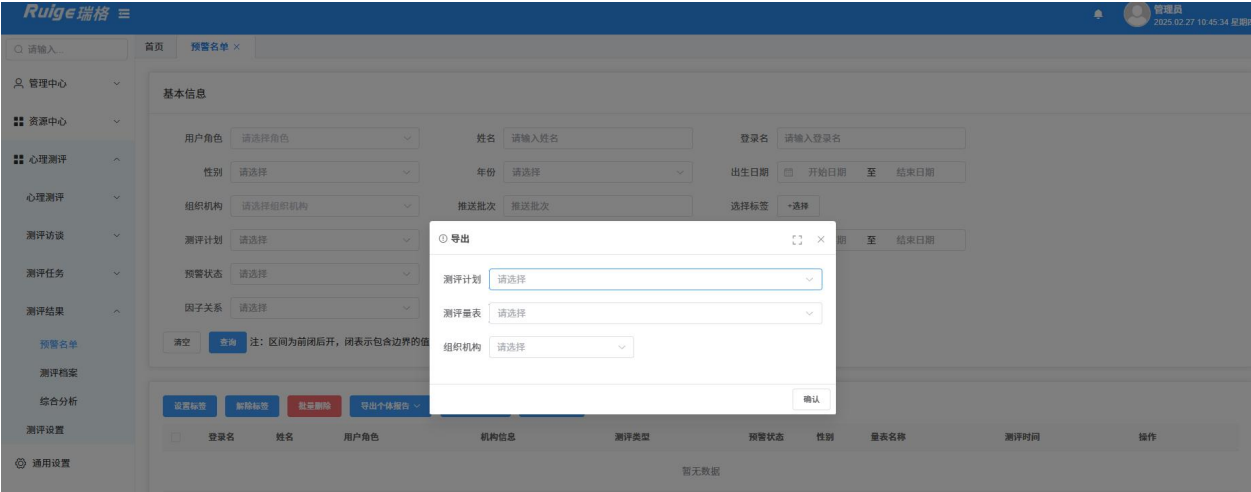 Ruige瑞格
管理员
2025.02.27 10:45:34 星期四
请输入...
首页 预警名单 ×
管理中心
基本信息
资源中心
用户角色 请选择角色 姓名 请输入姓名 登录名 请输入登录名
心理测评
性别 请选择 年份 请选择 出生日期 开始日期 至 结束日期
心理测评
组织机构 请选择组织机构 推送批次 推送批次 选择标签 +选择
测评访谈
测评计划 请选择 期 至 结束日期
导出
测评任务
预警状态 请选择
测评计划 请选择
测评结果
因子关系 请选择
测评量表 请选择
预警名单
清空 查询 注：区间为前闭后开，闭表示包含边界的值
组织机构 请选择
测评档案
综合分析
确认
设置标签 解除标签 批量删除 导出个体报告
测评设置
登录名 姓名 用户角色 机构信息 测评类型 预警状态 性别 量表名称 测评时间 操作
通用设置
暂无数据